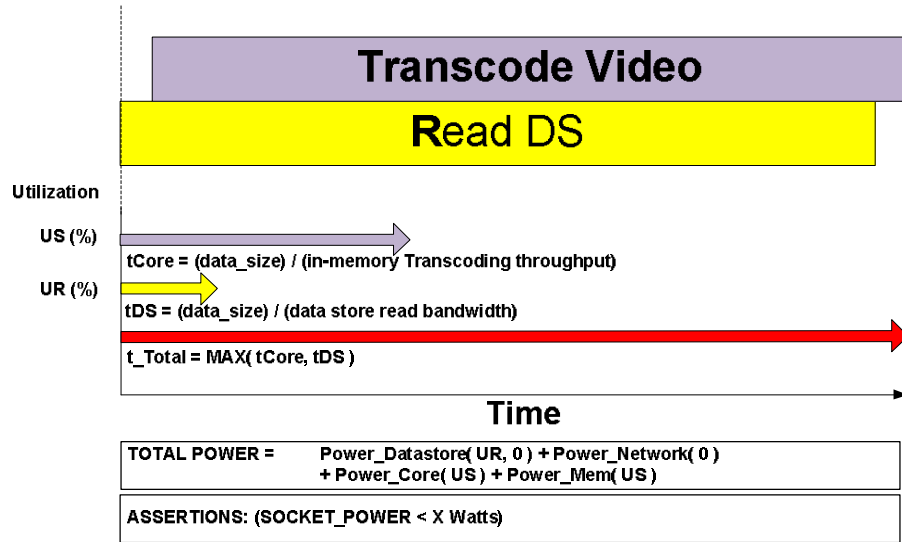 Transcode Video
Read DS
Utilization
US (%)
tCore = (data_size) / (in-memory Transcoding throughput)
UR (%)
tDS = (data_size) / (data store read bandwidth)
t_Total = MAX( tCore, tDS )
Time
TOTAL POWER = Power_Datastore( UR, 0 ) + Power_Network( 0 )
+ Power_Core( US ) + Power_Mem( US )
ASSERTIONS: (SOCKET_POWER < X Watts)